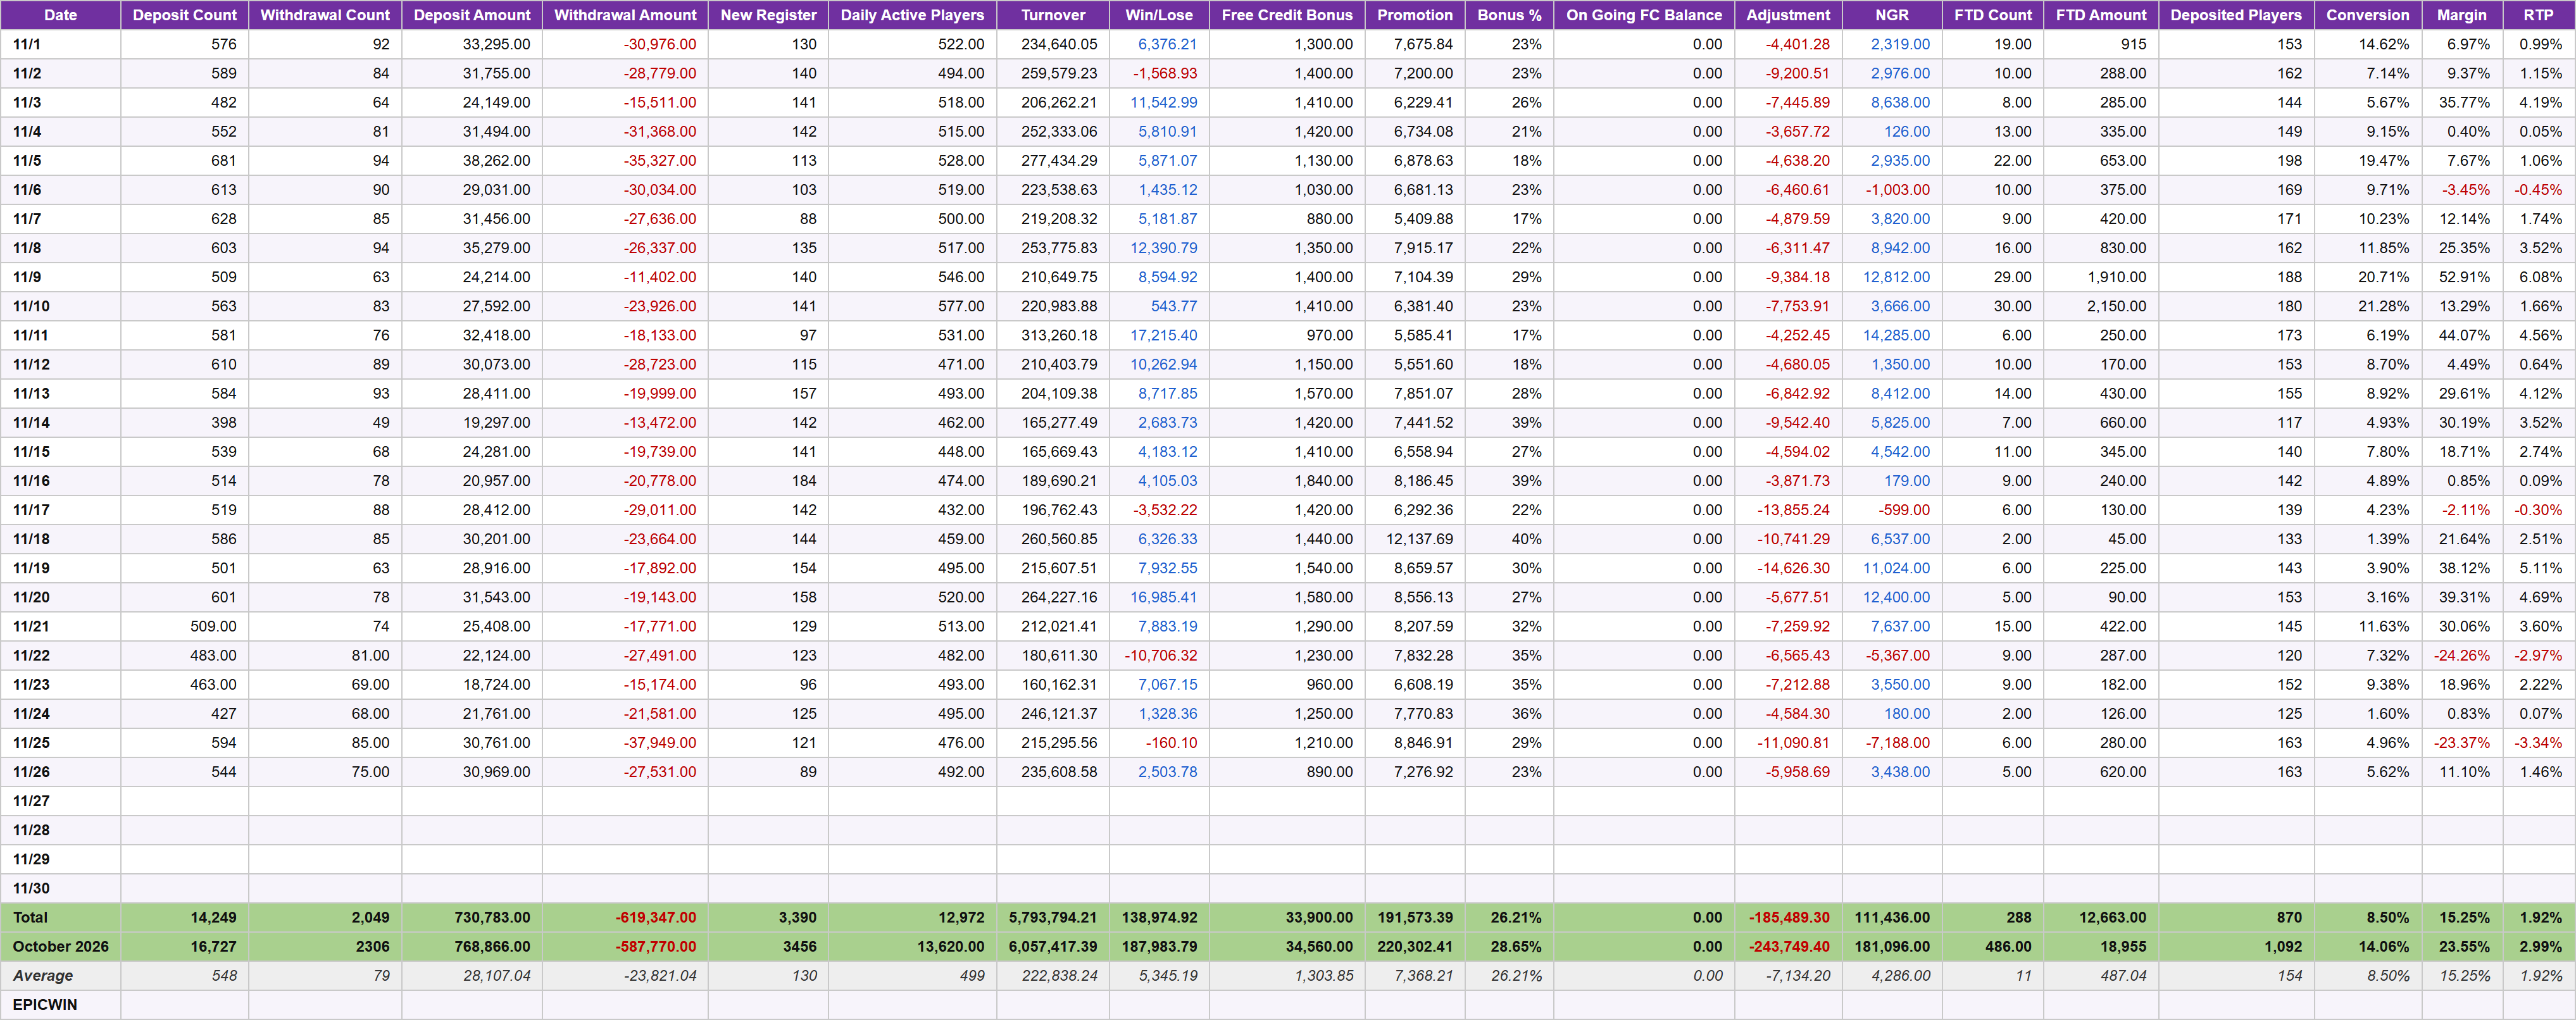 Date Deposit Count Withdrawal Count Deposit Amount Withdrawal Amount New Register Daily Active Players Turnover Win/Lose Free Credit Bonus Promotion Bonus % On Going FC Balance Adjustment NGR FTD Count FTD Amount Deposited Players Conversion Margin RTP
11/1 576 92 33,295.00 -30,976.00 130 522.00 234,640.05 6,376.21 1,300.00 7,675.84 23% 0.00 -4,401.28 2,319.00 19.00 915 153 14.62% 6.97% 0.99%
11/2 589 84 31,755.00 -28,779.00 140 494.00 259,579.23 -1,568.93 1,400.00 7,200.00 23% 0.00 -9,200.51 2,976.00 10.00 288.00 162 7.14% 9.37% 1.15%
11/3 482 64 24,149.00 -15,511.00 141 518.00 206,262.21 11,542.99 1,410.00 6,229.41 26% 0.00 -7,445.89 8,638.00 8.00 285.00 144 5.67% 35.77% 4.19%
11/4 552 81 31,494.00 -31,368.00 142 515.00 252,333.06 5,810.91 1,420.00 6,734.08 21% 0.00 -3,657.72 126.00 13.00 335.00 149 9.15% 0.40% 0.05%
11/5 681 94 38,262.00 -35,327.00 113 528.00 277,434.29 5,871.07 1,130.00 6,878.63 18% 0.00 -4,638.20 2,935.00 22.00 653.00 198 19.47% 7.67% 1.06%
11/6 613 90 29,031.00 -30,034.00 103 519.00 223,538.63 1,435.12 1,030.00 6,681.13 23% 0.00 -6,460.61 -1,003.00 10.00 375.00 169 9.71% -3.45% -0.45%
11/7 628 85 31,456.00 -27,636.00 88 500.00 219,208.32 5,181.87 880.00 5,409.88 17% 0.00 -4,879.59 3,820.00 9.00 420.00 171 10.23% 12.14% 1.74%
11/8 603 94 35,279.00 -26,337.00 135 517.00 253,775.83 12,390.79 1,350.00 7,915.17 22% 0.00 -6,311.47 8,942.00 16.00 830.00 162 11.85% 25.35% 3.52%
11/9 509 63 24,214.00 -11,402.00 140 546.00 210,649.75 8,594.92 1,400.00 7,104.39 29% 0.00 -9,384.18 12,812.00 29.00 1,910.00 188 20.71% 52.91% 6.08%
11/10 563 83 27,592.00 -23,926.00 141 577.00 220,983.88 543.77 1,410.00 6,381.40 23% 0.00 -7,753.91 3,666.00 30.00 2,150.00 180 21.28% 13.29% 1.66%
11/11 581 76 32,418.00 -18,133.00 97 531.00 313,260.18 17,215.40 970.00 5,585.41 17% 0.00 -4,252.45 14,285.00 6.00 250.00 173 6.19% 44.07% 4.56%
11/12 610 89 30,073.00 -28,723.00 115 471.00 210,403.79 10,262.94 1,150.00 5,551.60 18% 0.00 -4,680.05 1,350.00 10.00 170.00 153 8.70% 4.49% 0.64%
11/13 584 93 28,411.00 -19,999.00 157 493.00 204,109.38 8,717.85 1,570.00 7,851.07 28% 0.00 -6,842.92 8,412.00 14.00 430.00 155 8.92% 29.61% 4.12%
11/14 398 49 19,297.00 -13,472.00 142 462.00 165,277.49 2,683.73 1,420.00 7,441.52 39% 0.00 -9,542.40 5,825.00 7.00 660.00 117 4.93% 30.19% 3.52%
11/15 539 68 24,281.00 -19,739.00 141 448.00 165,669.43 4,183.12 1,410.00 6,558.94 27% 0.00 -4,594.02 4,542.00 11.00 345.00 140 7.80% 18.71% 2.74%
11/16 514 78 20,957.00 -20,778.00 184 474.00 189,690.21 4,105.03 1,840.00 8,186.45 39% 0.00 -3,871.73 179.00 9.00 240.00 142 4.89% 0.85% 0.09%
11/17 519 88 28,412.00 -29,011.00 142 432.00 196,762.43 -3,532.22 1,420.00 6,292.36 22% 0.00 -13,855.24 -599.00 6.00 130.00 139 4.23% -2.11% -0.30%
11/18 586 85 30,201.00 -23,664.00 144 459.00 260,560.85 6,326.33 1,440.00 12,137.69 40% 0.00 -10,741.29 6,537.00 2.00 45.00 133 1.39% 21.64% 2.51%
11/19 501 63 28,916.00 -17,892.00 154 495.00 215,607.51 7,932.55 1,540.00 8,659.57 30% 0.00 -14,626.30 11,024.00 6.00 225.00 143 3.90% 38.12% 5.11%
11/20 601 78 31,543.00 -19,143.00 158 520.00 264,227.16 16,985.41 1,580.00 8,556.13 27% 0.00 -5,677.51 12,400.00 5.00 90.00 153 3.16% 39.31% 4.69%
11/21 509.00 74 25,408.00 -17,771.00 129 513.00 212,021.41 7,883.19 1,290.00 8,207.59 32% 0.00 -7,259.92 7,637.00 15.00 422.00 145 11.63% 30.06% 3.60%
11/22 483.00 81.00 22,124.00 -27,491.00 123 482.00 180,611.30 -10,706.32 1,230.00 7,832.28 35% 0.00 -6,565.43 -5,367.00 9.00 287.00 120 7.32% -24.26% -2.97%
11/23 463.00 69.00 18,724.00 -15,174.00 96 493.00 160,162.31 7,067.15 960.00 6,608.19 35% 0.00 -7,212.88 3,550.00 9.00 182.00 152 9.38% 18.96% 2.22%
11/24 427 68.00 21,761.00 -21,581.00 125 495.00 246,121.37 1,328.36 1,250.00 7,770.83 36% 0.00 -4,584.30 180.00 2.00 126.00 125 1.60% 0.83% 0.07%
11/25 594 85.00 30,761.00 -37,949.00 121 476.00 215,295.56 -160.10 1,210.00 8,846.91 29% 0.00 -11,090.81 -7,188.00 6.00 280.00 163 4.96% -23.37% -3.34%
11/26 544 75.00 30,969.00 -27,531.00 89 492.00 235,608.58 2,503.78 890.00 7,276.92 23% 0.00 -5,958.69 3,438.00 5.00 620.00 163 5.62% 11.10% 1.46%
11/27
11/28
11/29
11/30
Total 14,249 2,049 730,783.00 -619,347.00 3,390 12,972 5,793,794.21 138,974.92 33,900.00 191,573.39 26.21% 0.00 -185,489.30 111,436.00 288 12,663.00 870 8.50% 15.25% 1.92%
October 2026 16,727 2306 768,866.00 -587,770.00 3456 13,620.00 6,057,417.39 187,983.79 34,560.00 220,302.41 28.65% 0.00 -243,749.40 181,096.00 486.00 18,955 1,092 14.06% 23.55% 2.99%
Average 548 79 28,107.04 -23,821.04 130 499 222,838.24 5,345.19 1,303.85 7,368.21 26.21% 0.00 -7,134.20 4,286.00 11 487.04 154 8.50% 15.25% 1.92%
EPICWIN